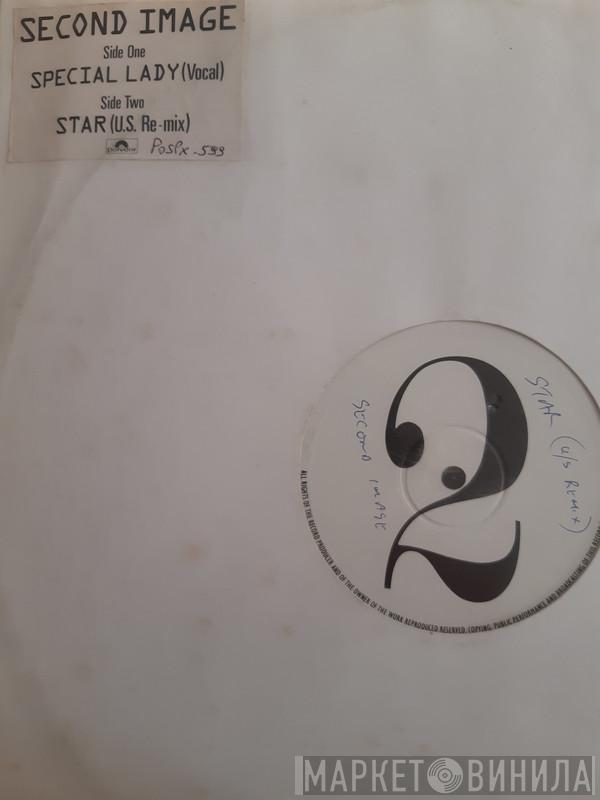 SECOND IMAGE
Side One
SPECIAL LADY (Vocal)
Side Two
STAR (U.S. Re-mix)
polydor
POSPX-599
2
STAR (U/S REMIX)
SECOND IMAGE
ALL RIGHTS OF THE RECORD PRODUCER AND OF THE OWNER OF THE WORK REPRODUCED RESERVED. COPYING, PUBLIC PERFORMANCE AND BROADCASTING OF THIS RECORD
МАРКЕТ ВИНИЛА